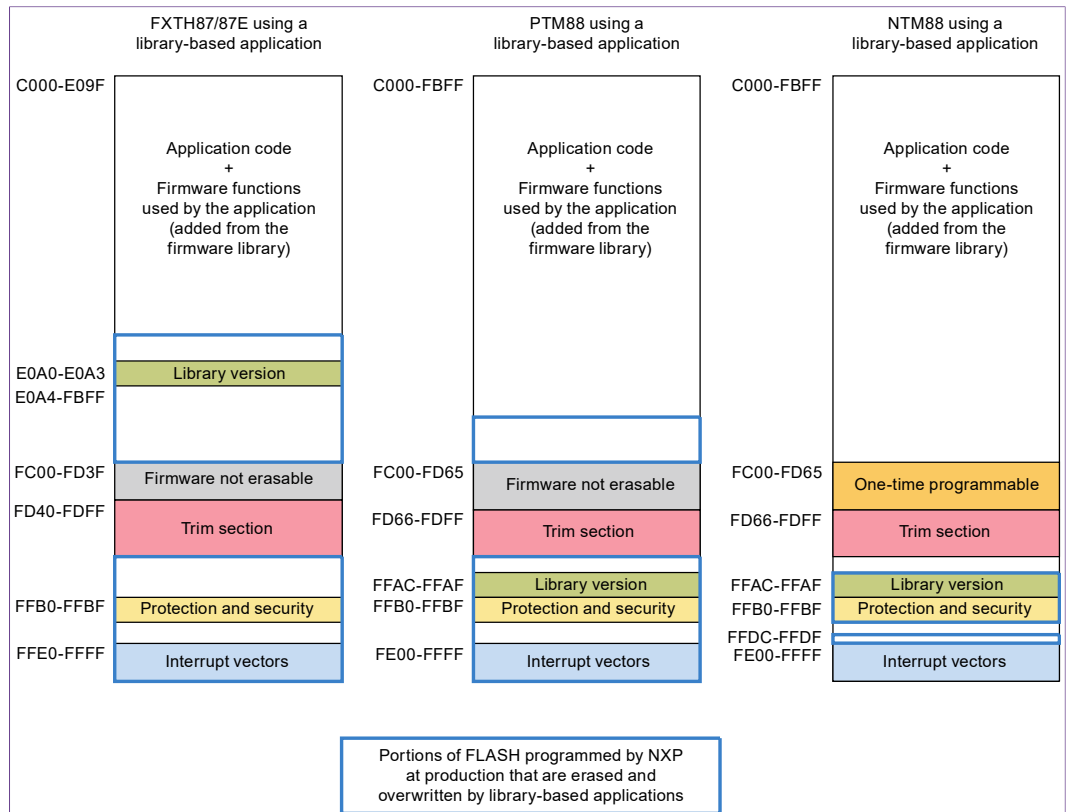 FXTH87/87E using a
library-based application
C000-E09F
Application code
+
Firmware functions
used by the application
(added from the
firmware library)
E0A0-E0A3
Library version
E0A4-FBFF
FC00-FD3F
Firmware not erasable
FD40-FDFF
Trim section
FFB0-FFBF
Protection and security
FFE0-FFFF
Interrupt vectors
PTM88 using a
library-based application
C000-FBFF
Application code
+
Firmware functions
used by the application
(added from the
firmware library)
FC00-FD65
Firmware not erasable
FD66-FDFF
Trim section
FFAC-FFAF
Library version
FFB0-FFBF
Protection and security
FE00-FFFF
Interrupt vectors
NTM88 using a
library-based application
C000-FBFF
Application code
+
Firmware functions
used by the application
(added from the
firmware library)
FC00-FD65
One-time programmable
FD66-FDFF
Trim section
FFAC-FFAF
Library version
FFB0-FFBF
Protection and security
FFDC-FFDF
FE00-FFFF
Interrupt vectors
Portions of FLASH programmed by NXP
at production that are erased and
overwritten by library-based applications